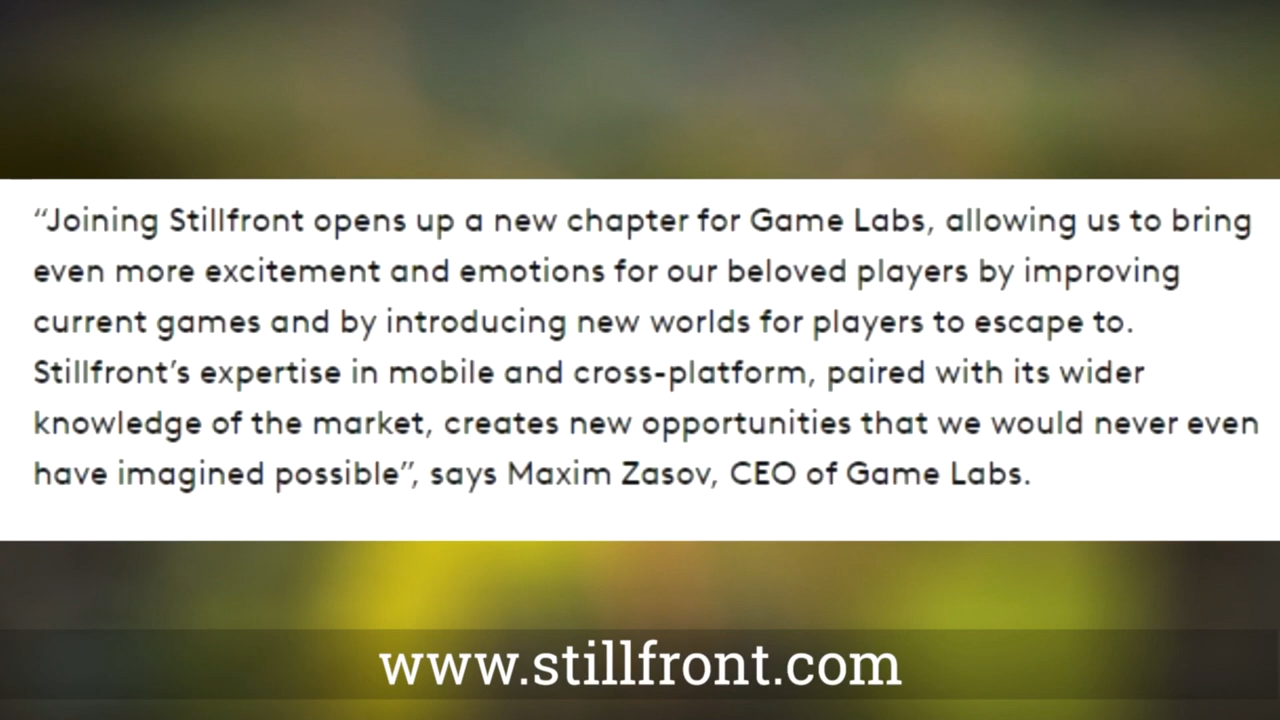 “Joining Stillfront opens up a new chapter for Game Labs, allowing us to bring
even more excitement and emotions for our beloved players by improving
current games and by introducing new worlds for players to escape to.
Stillfront’s expertise in mobile and cross-platform, paired with its wider
knowledge of the market, creates new opportunities that we would never even
have imagined possible”, says Maxim Zasov, CEO of Game Labs.
www.stillfront.com